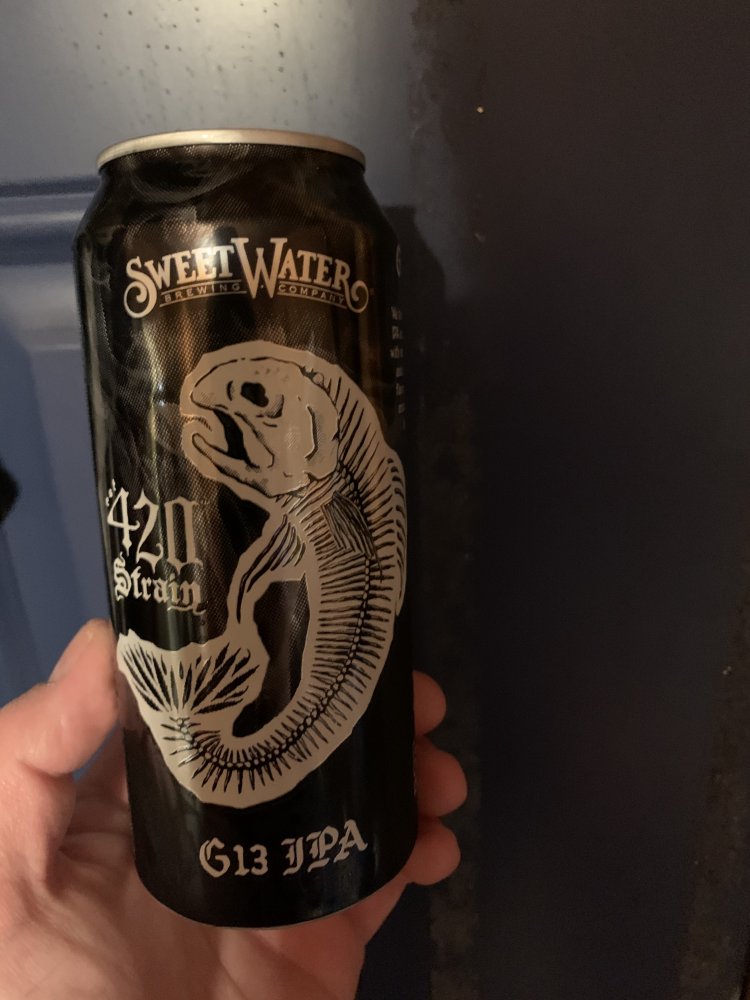 SWEETWATER
BREWING COMPANY
420
Strain
G13 IPA